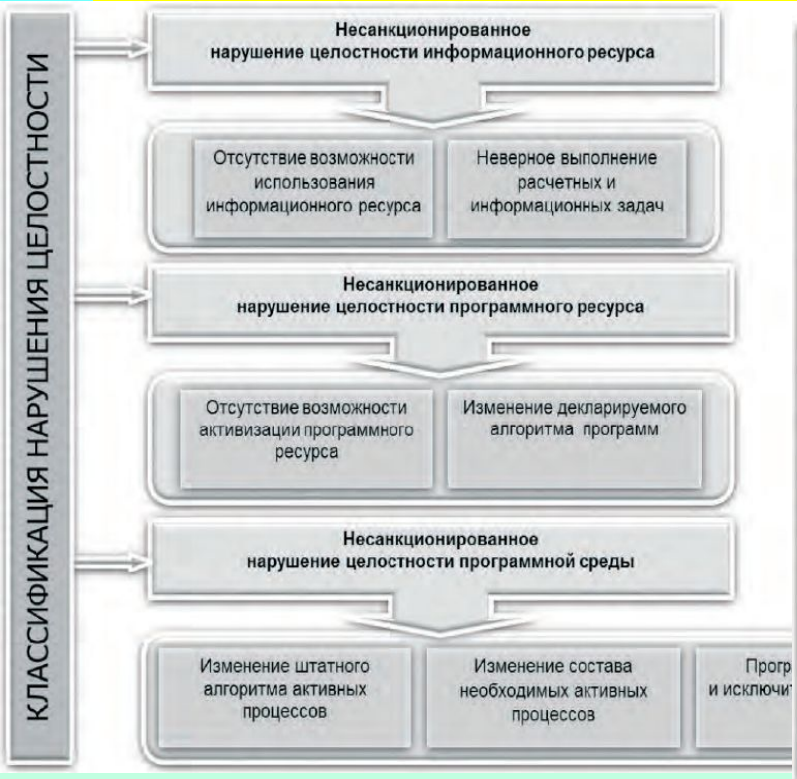 КЛАССИФИКАЦИЯ НАРУШЕНИЯ ЦЕЛОСТНОСТИ
Несанкционированное
нарушение целостности информационного ресурса
Отсутствие возможности
использования
информационного ресурса
Неверное выполнение
расчетных и
информационных задач
Несанкционированное
нарушение целостности программного ресурса
Отсутствие возможности
активизации программного
ресурса
Изменение декларируемого
алгоритма программ
Несанкционированное
нарушение целостности программной среды
Изменение штатного
алгоритма активных
процессов
Изменение состава
необходимых активных
процессов
и